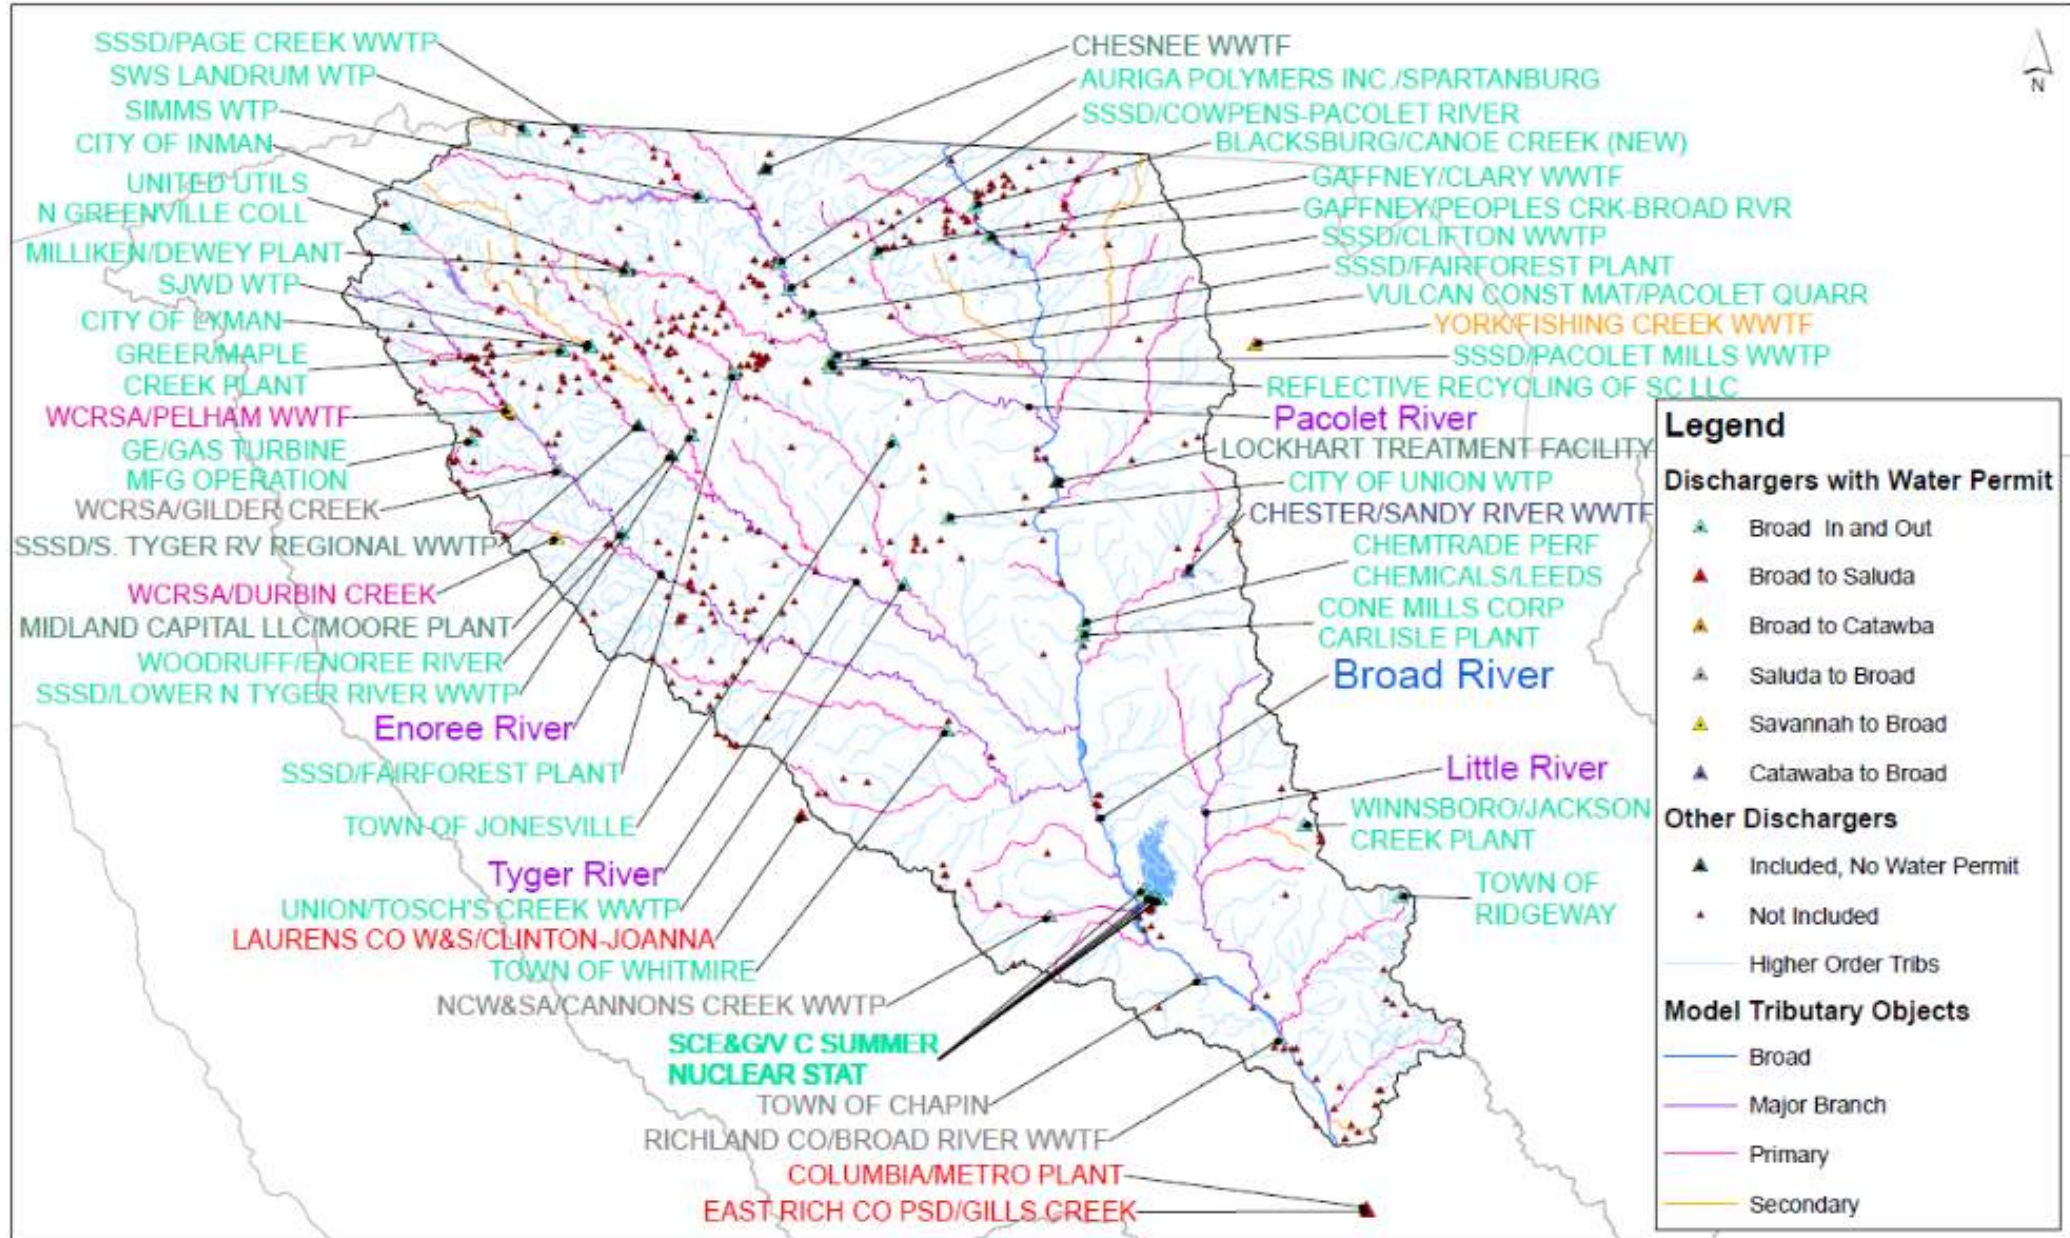 SSSD/PAGE CREEK WWTP
SWS LANDRUM WTP
SIMMS WTP
CITY OF INMAN
UNITED UTILS
N GREENVILLE COLL
MILLIKEN/DEWEY PLANT
SJWD WTP
CITY OF LYMAN
GREER/MAPLE
CREEK PLANT
WCRSA/PELHAM WWTF
GE/GAS TURBINE
MFG OPERATION
WCRSA/GILDER CREEK
SSSD/S. TYGER RV REGIONAL WWTP
WCRSA/DURBIN CREEK
MIDLAND CAPITAL LLC/MOORE PLANT
WOODRUFF/ENOREE RIVER
SSSD/LOWER N TYGER RIVER WWTP
Enoree River
SSSD/FAIRFOREST PLANT
TOWN OF JONESVILLE
Tyger River
UNION/TOSCH'S CREEK WWTP
LAURENS CO W&S/CLINTON-JOANNA
TOWN OF WHITMIRE
NCW&SA/CANNONS CREEK WWTP
SCE&G/V C SUMMER
NUCLEAR STAT
TOWN OF CHAPIN
RICHLAND CO/BROAD RIVER WWTF
COLUMBIA/METRO PLANT
EAST RICH CO PSD/GILLS CREEK
CHESNEE WWTF
AURIGA POLYMERS INC./SPARTANBURG
SSSD/COWPENS-PACOLET RIVER
BLACKSBURG/CANOE CREEK (NEW)
GAFFNEY/CLARY WWTF
GAFFNEY/PEOPLES CRK-BROAD RVR
SSSD/CLIFTON WWTP
SSSD/FAIRFOREST PLANT
VULCAN CONST MAT/PACOLET QUARR
YORK/FISHING CREEK WWTF
SSSD/PACOLET MILLS WWTP
REFLECTIVE RECYCLING OF SC LLC
Pacolet River
LOCKHART TREATMENT FACILITY
CITY OF UNION WTP
CHESTER/SANDY RIVER WWTF
CHEMTRADE PERF
CHEMICALS/LEEDS
CONE MILLS CORP
CARLISLE PLANT
Broad River
Little River
WINNSBORO/JACKSON
CREEK PLANT
TOWN OF
RIDGEWAY
N
Legend
Dischargers with Water Permit
Broad In and Out
Broad to Saluda
Broad to Catawba
Saluda to Broad
Savannah to Broad
Catawaba to Broad
Other Dischargers
Included, No Water Permit
Not Included
Higher Order Tribs
Model Tributary Objects
Broad
Major Branch
Primary
Secondary